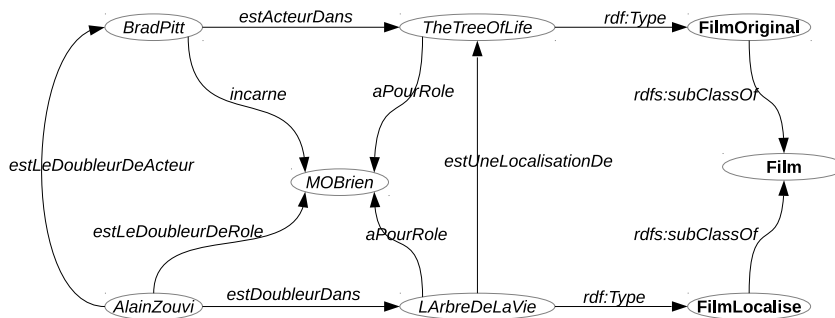 BradPitt
estActeurDans
TheTreeOfLife
rdf:Type
FilmOriginal
incarne
aPourRole
rdfs:subClassOf
estLeDoubleurDeActeur
estUneLocalisationDe
Film
MOBrien
estLeDoubleurDeRole
aPourRole
rdfs:subClassOf
AlainZouvi
estDoubleurDans
LArbreDeLaVie
rdf:Type
FilmLocalise